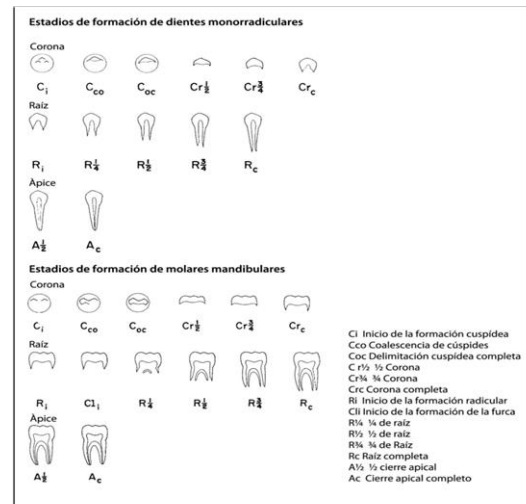 Estadios de formación de dientes monorradiculares
Corona
Ci Cco Coc Cr½ Cr¾ Crc
Raíz
Ri R¼ R½ R¾ Rc
Àpice
A½ Ac
Estadios de formación de molares mandibulares
Corona
Ci Cco Coc Cr½ Cr¾ Crc
Raíz
Ri Cli R¼ R½ R¾ Rc
Àpice
A½ Ac
Ci Inicio de la formación cuspídea
Cco Coalescencia de cúspides
Coc Delimitación cuspídea completa
C r½ ½ Corona
Cr¾ ¾ Corona
Crc Corona completa
Ri Inicio de la formación radicular
Cli Inicio de la formación de la furca
R¼ ¼ de raíz
R½ ½ de raíz
R¾ ¾ de Raíz
Rc Raíz completa
A½ ½ cierre apical
Ac Cierre apical completo